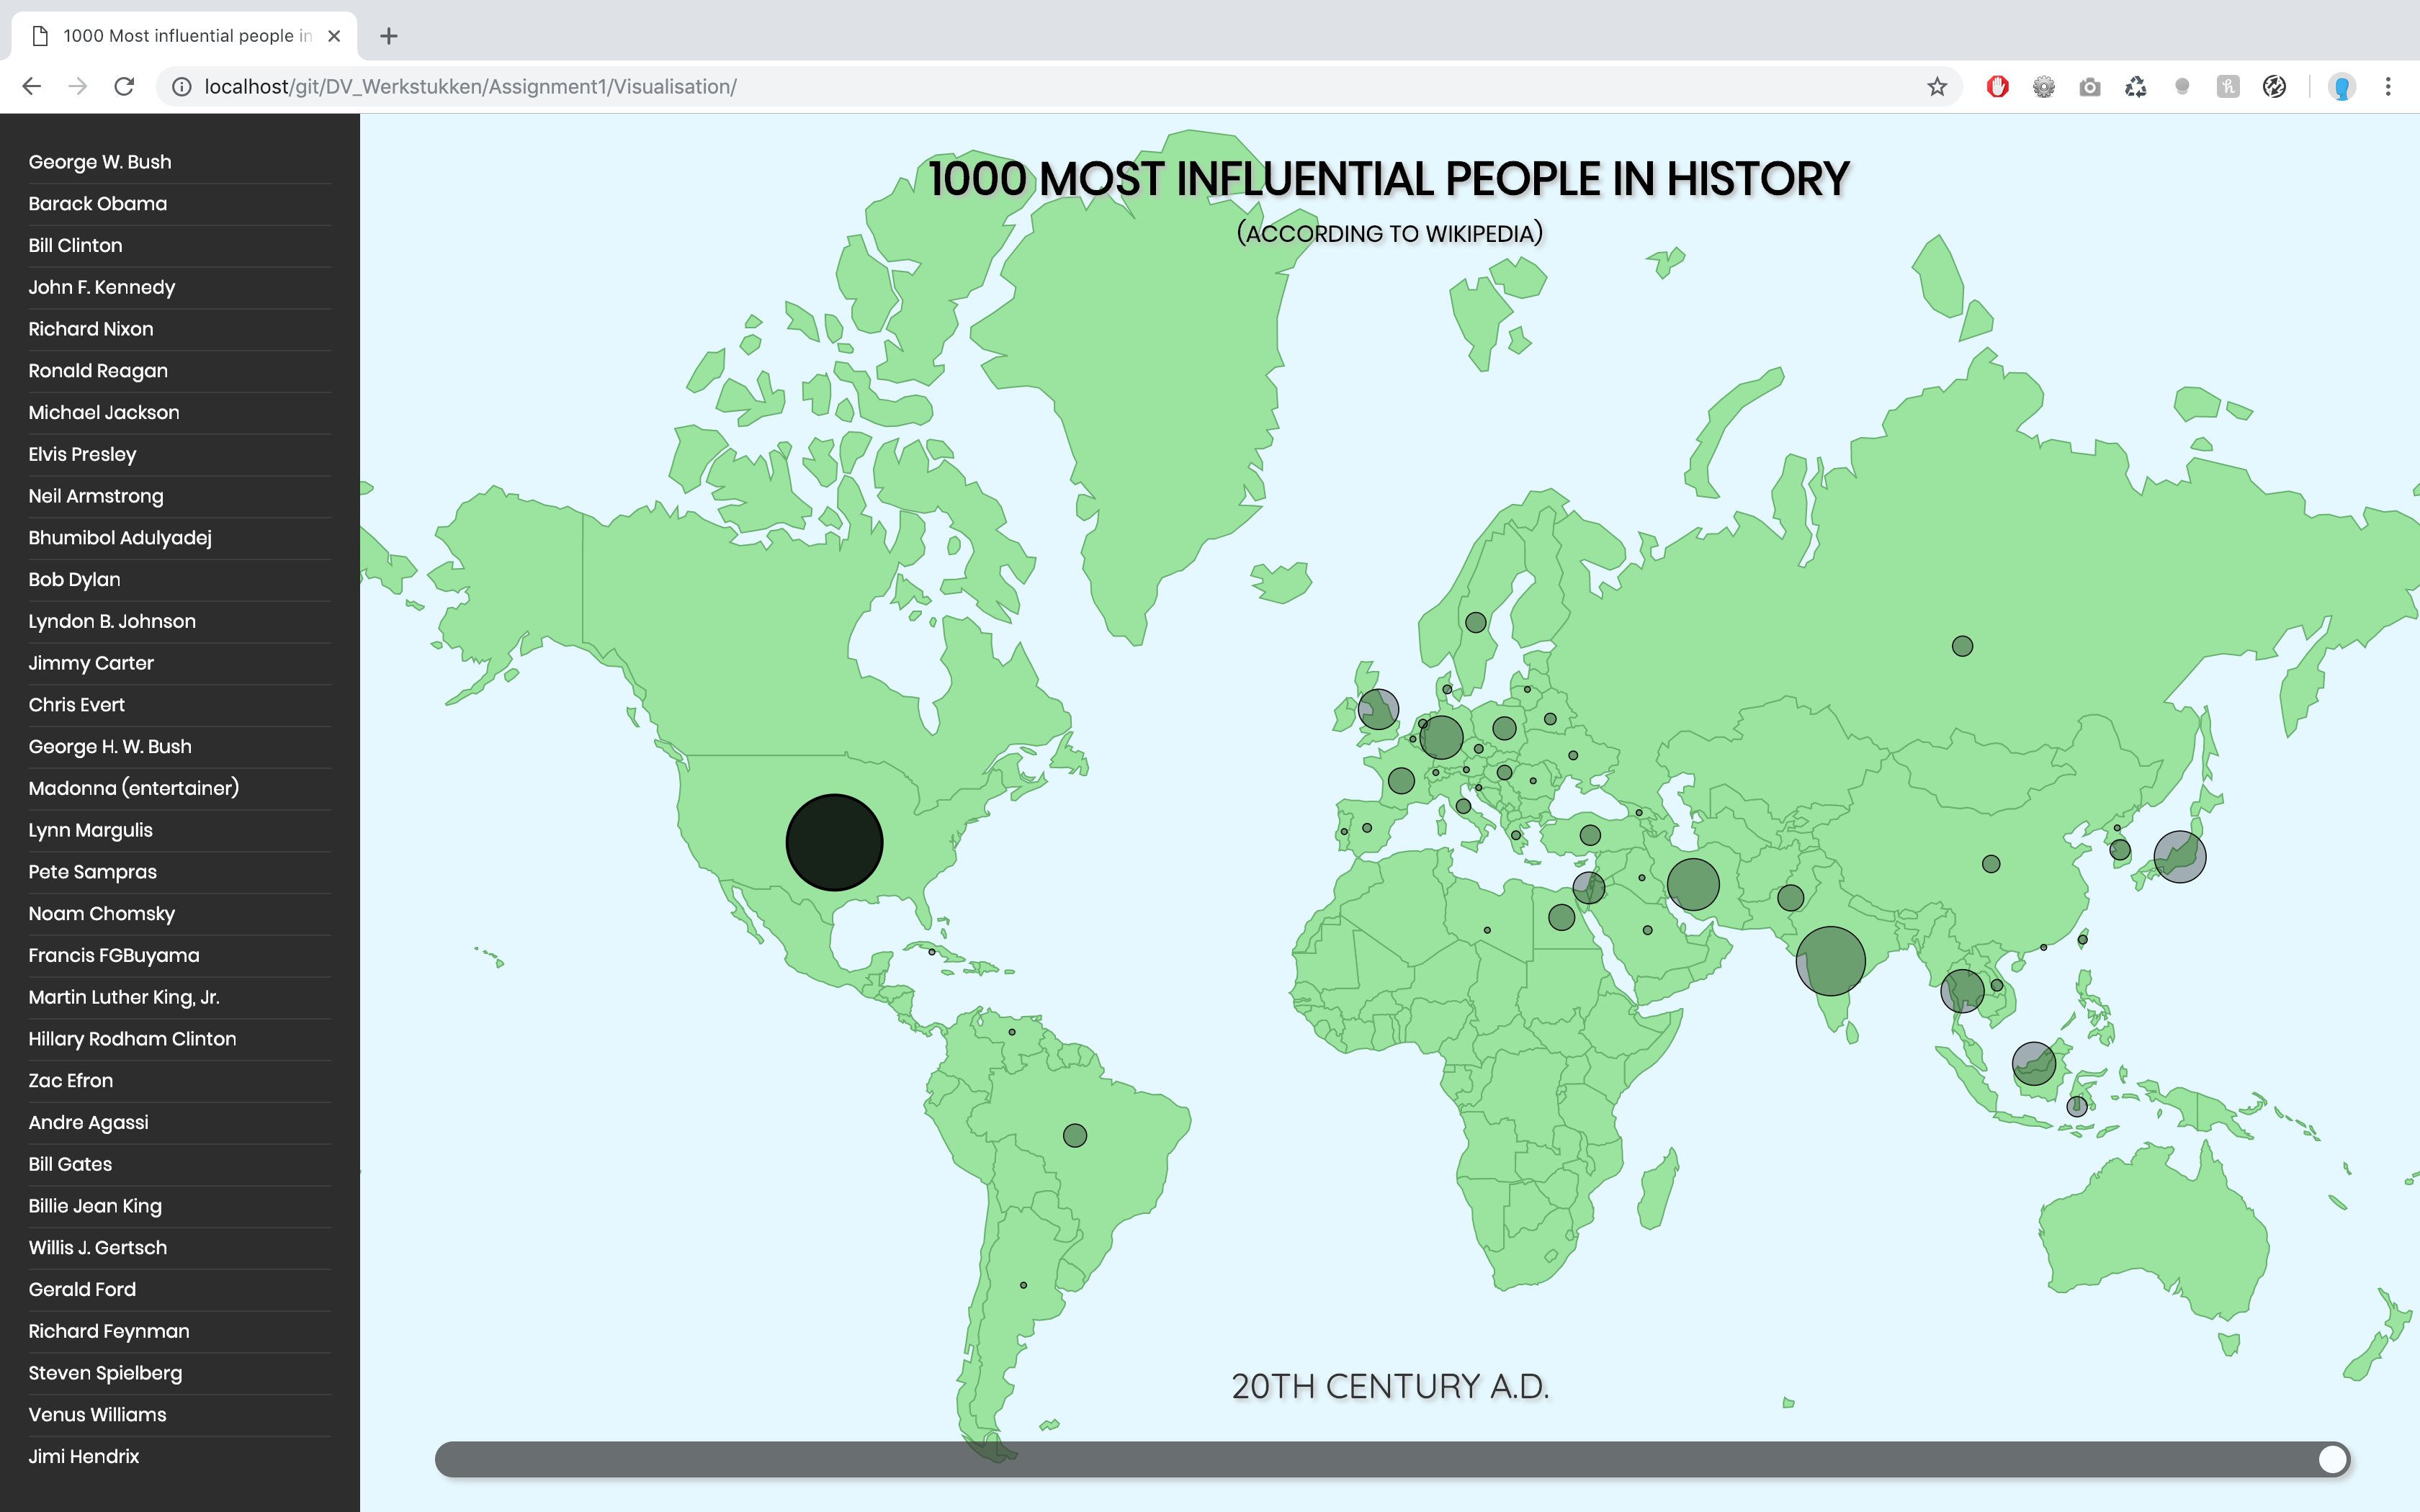 1000 Most influential people in
localhost/git/DV_Werkstukken/Assignment1/Visualisation/
George W. Bush
Barack Obama
Bill Clinton
John F. Kennedy
Richard Nixon
Ronald Reagan
Michael Jackson
Elvis Presley
Neil Armstrong
Bhumibol Adulyadej
Bob Dylan
Lyndon B. Johnson
Jimmy Carter
Chris Evert
George H. W. Bush
Madonna (entertainer)
Lynn Margulis
Pete Sampras
Noam Chomsky
Francis FGBuyama
Martin Luther King, Jr.
Hillary Rodham Clinton
Zac Efron
Andre Agassi
Bill Gates
Billie Jean King
Willis J. Gertsch
Gerald Ford
Richard Feynman
Steven Spielberg
Venus Williams
Jimi Hendrix
1000 MOST INFLUENTIAL PEOPLE IN HISTORY
(ACCORDING TO WIKIPEDIA)
20TH CENTURY A.D.